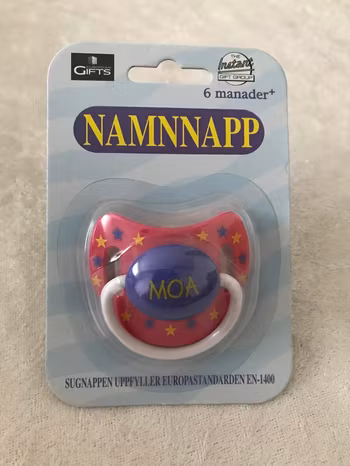 GIFTS
THE
Instant
GIFT GROUP
6 manader+
NAMNNAPP
MOA
SUGNAPPEN UPPFYLLER EUROPASTANDARDEN EN-1400